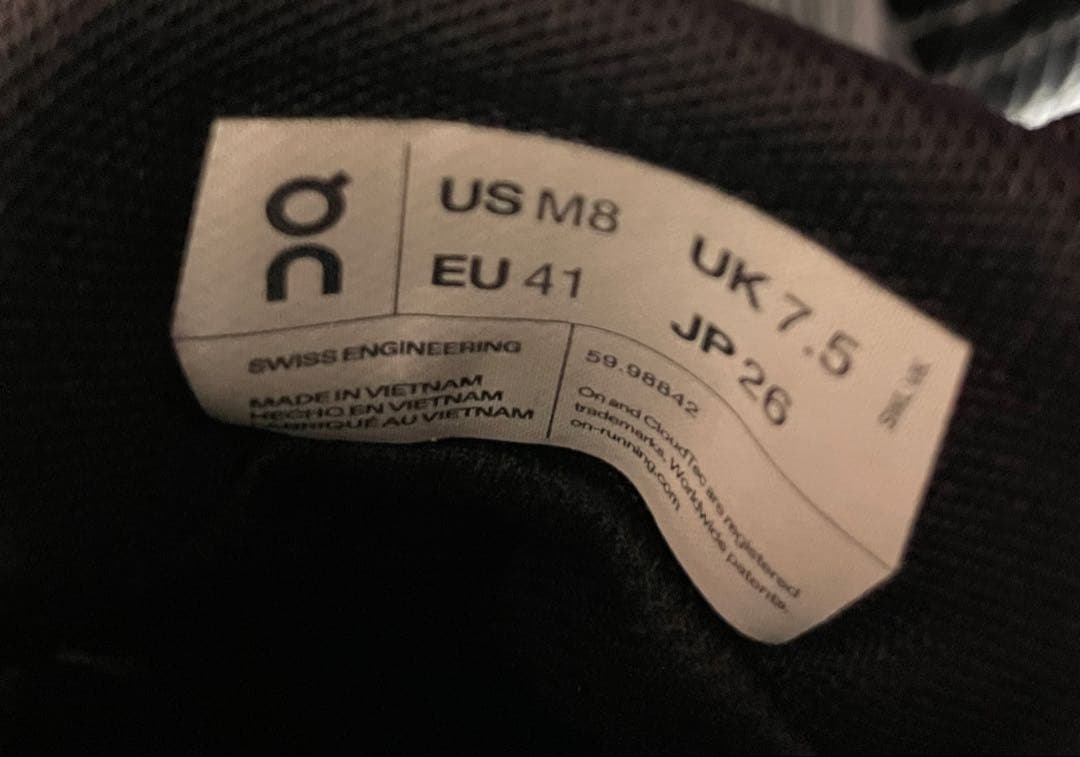 On
US M8
EU 41
UK 7.5
JP 26
SWISS ENGINEERING
MADE IN VIETNAM
HECHO EN VIETNAM
FABRIQUÉ AU VIETNAM
59.98842
On and CloudTec are registered
trademarks. Worldwide patents.
on-running.com